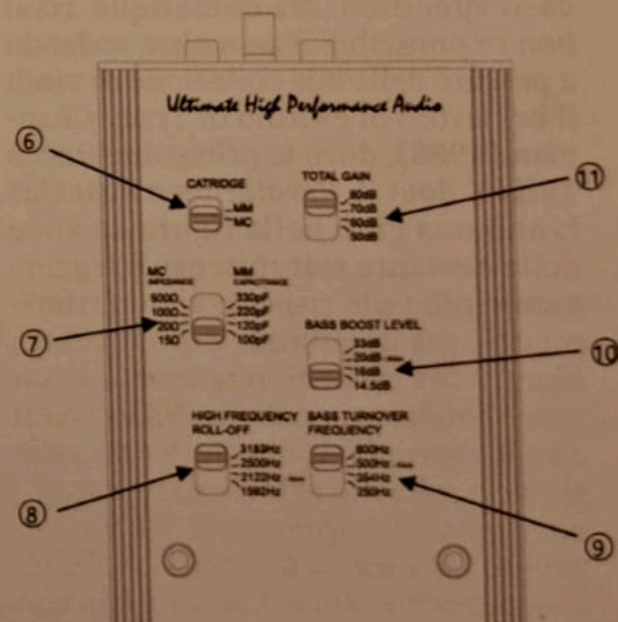 Ultimate High Performance Audio
⑥
CATRIDGE
MM
MC
TOTAL GAIN
80dB
70dB
60dB
50dB
⑪
MC
IMPEDANCE
500Ω
100Ω
20Ω
15Ω
MM
CAPACITANCE
330pF
220pF
120pF
100pF
⑦
BASS BOOST LEVEL
33dB
20dB
16dB
14.5dB
⑩
HIGH FREQUENCY
ROLL-OFF
3183Hz
2500Hz
2122Hz
1592Hz
⑧
BASS TURNOVER
FREQUENCY
500Hz
250Hz
⑨